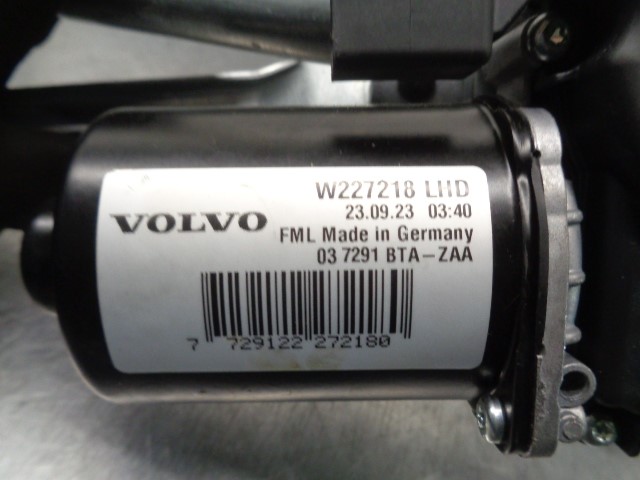 VOLVO
W227218 LHD
23.09.23 03:40
FML Made in Germany
03 7291 BTA-ZAA
7 729122 272180